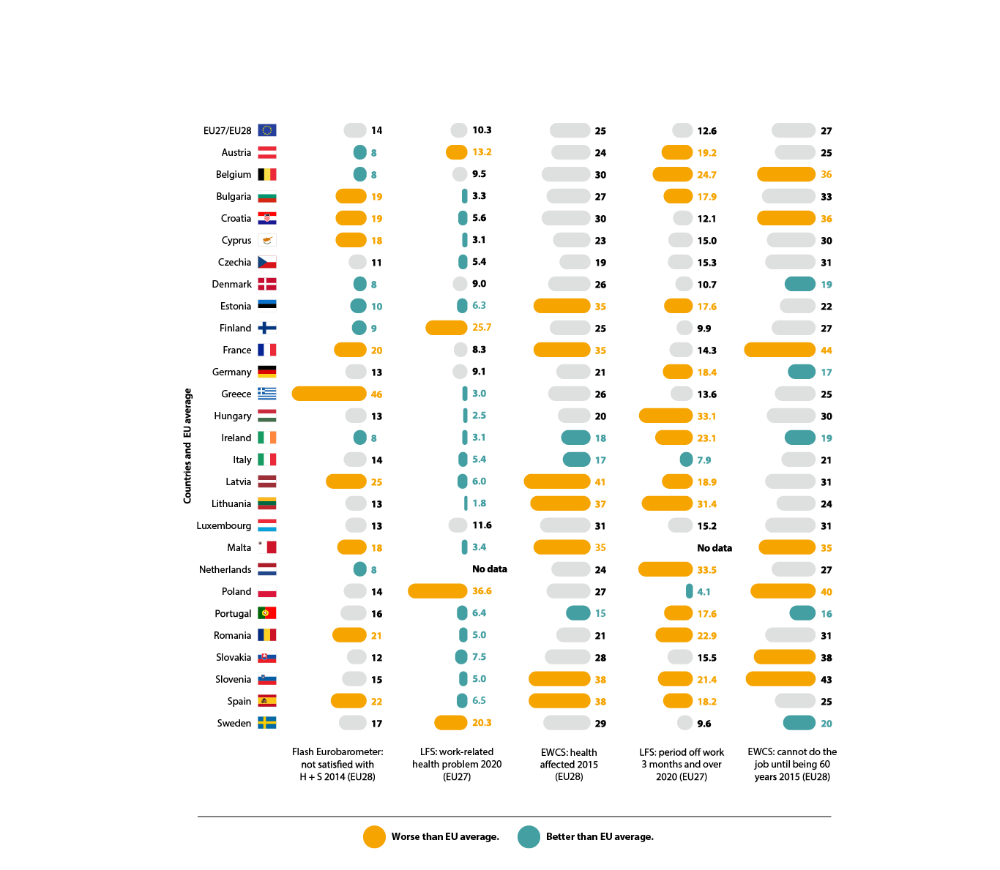 EU27/EU28 14 10.3 25 12.6 27
Austria 8 13.2 24 19.2 25
Belgium 8 9.5 30 24.7 36
Bulgaria 19 3.3 27 17.9 33
Croatia 19 5.6 30 12.1 36
Cyprus 18 3.1 23 15.0 30
Czechia 11 5.4 19 15.3 31
Denmark 8 9.0 26 10.7 19
Estonia 10 6.3 35 17.6 22
Finland 9 25.7 25 9.9 27
France 20 8.3 35 14.3 44
Germany 13 9.1 21 18.4 17
Greece 46 3.0 26 13.6 25
Hungary 13 2.5 20 33.1 30
Ireland 8 3.1 18 23.1 19
Italy 14 5.4 17 7.9 21
Latvia 25 6.0 41 18.9 31
Lithuania 13 1.8 37 31.4 24
Luxembourg 13 11.6 31 15.2 31
Malta 18 3.4 35 No data 35
Netherlands 8 No data 24 33.5 27
Poland 14 36.6 27 4.1 40
Portugal 16 6.4 15 17.6 16
Romania 21 5.0 21 22.9 31
Slovakia 12 7.5 28 15.5 38
Slovenia 15 5.0 38 21.4 43
Spain 22 6.5 38 18.2 25
Sweden 17 20.3 29 9.6 20
Countries and EU average
Flash Eurobarometer:
not satisfied with
H + S 2014 (EU28)
LFS: work-related
health problem 2020
(EU27)
EWCS: health
affected 2015
(EU28)
LFS: period off work
3 months and over
2020 (EU27)
EWCS: cannot do the
job until being 60
years 2015 (EU28)
Worse than EU average.
Better than EU average.